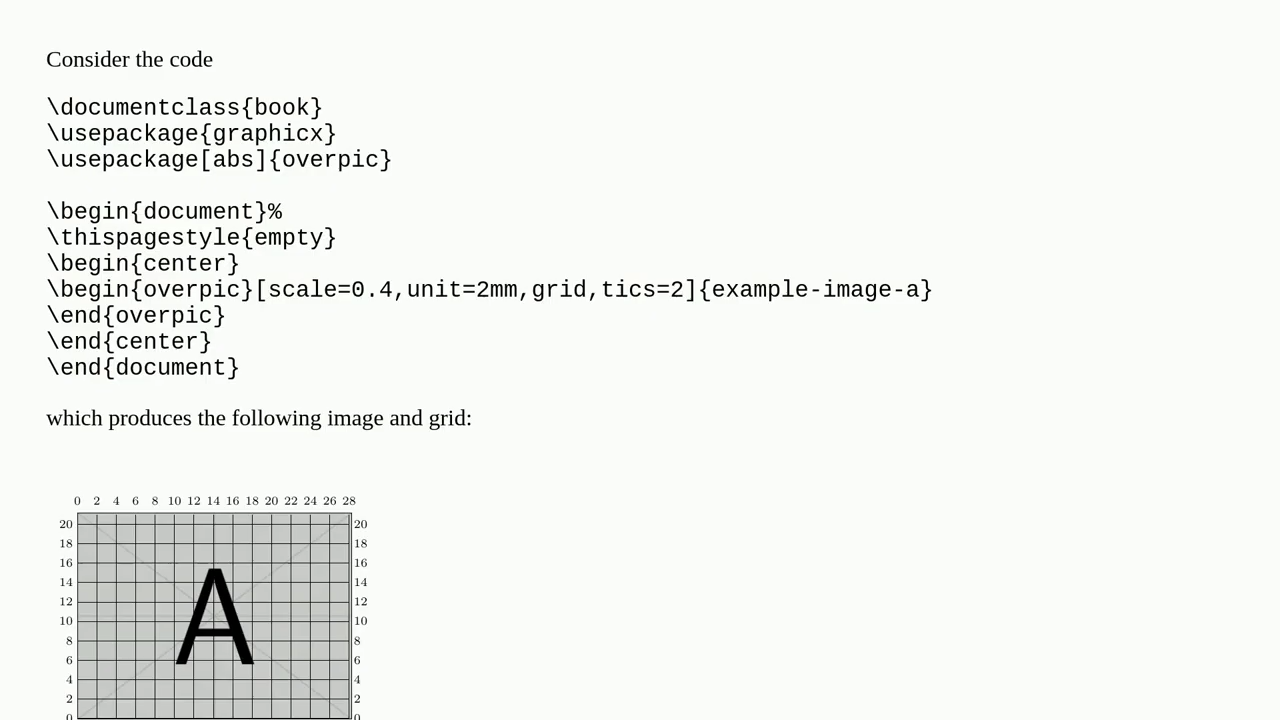 Consider the code
\documentclass{book}
\usepackage{graphicx}
\usepackage[abs]{overpic}
\begin{document}%
\thispagestyle{empty}
\begin{center}
\begin{overpic}[scale=0.4,unit=2mm,grid,tics=2]{example-image-a}
\end{overpic}
\end{center}
\end{document}
which produces the following image and grid:
0 2 4 6 8 10 12 14 16 18 20 22 24 26 28
20 20
18 18
16 16
14 14
12 12
10 10
8 8
6 6
4 4
2 2
0 0
A